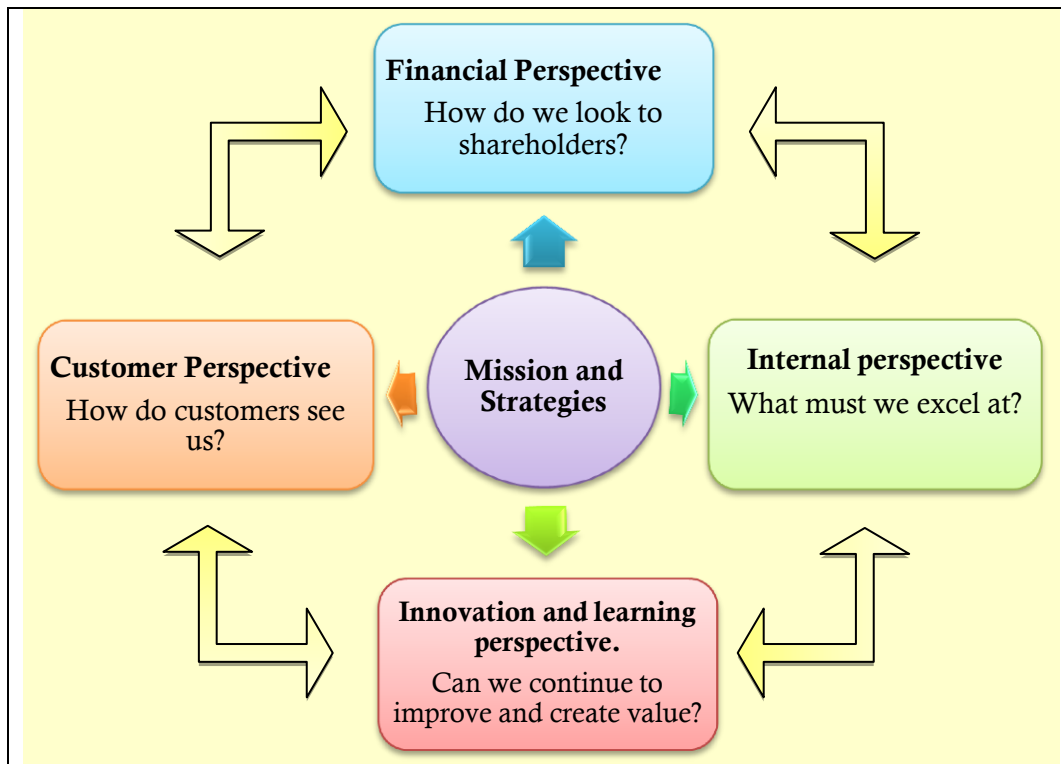 Financial Perspective
How do we look to
shareholders?
Customer Perspective
How do customers see
us?
Mission and
Strategies
Internal perspective
What must we excel at?
Innovation and learning
perspective.
Can we continue to
improve and create value?